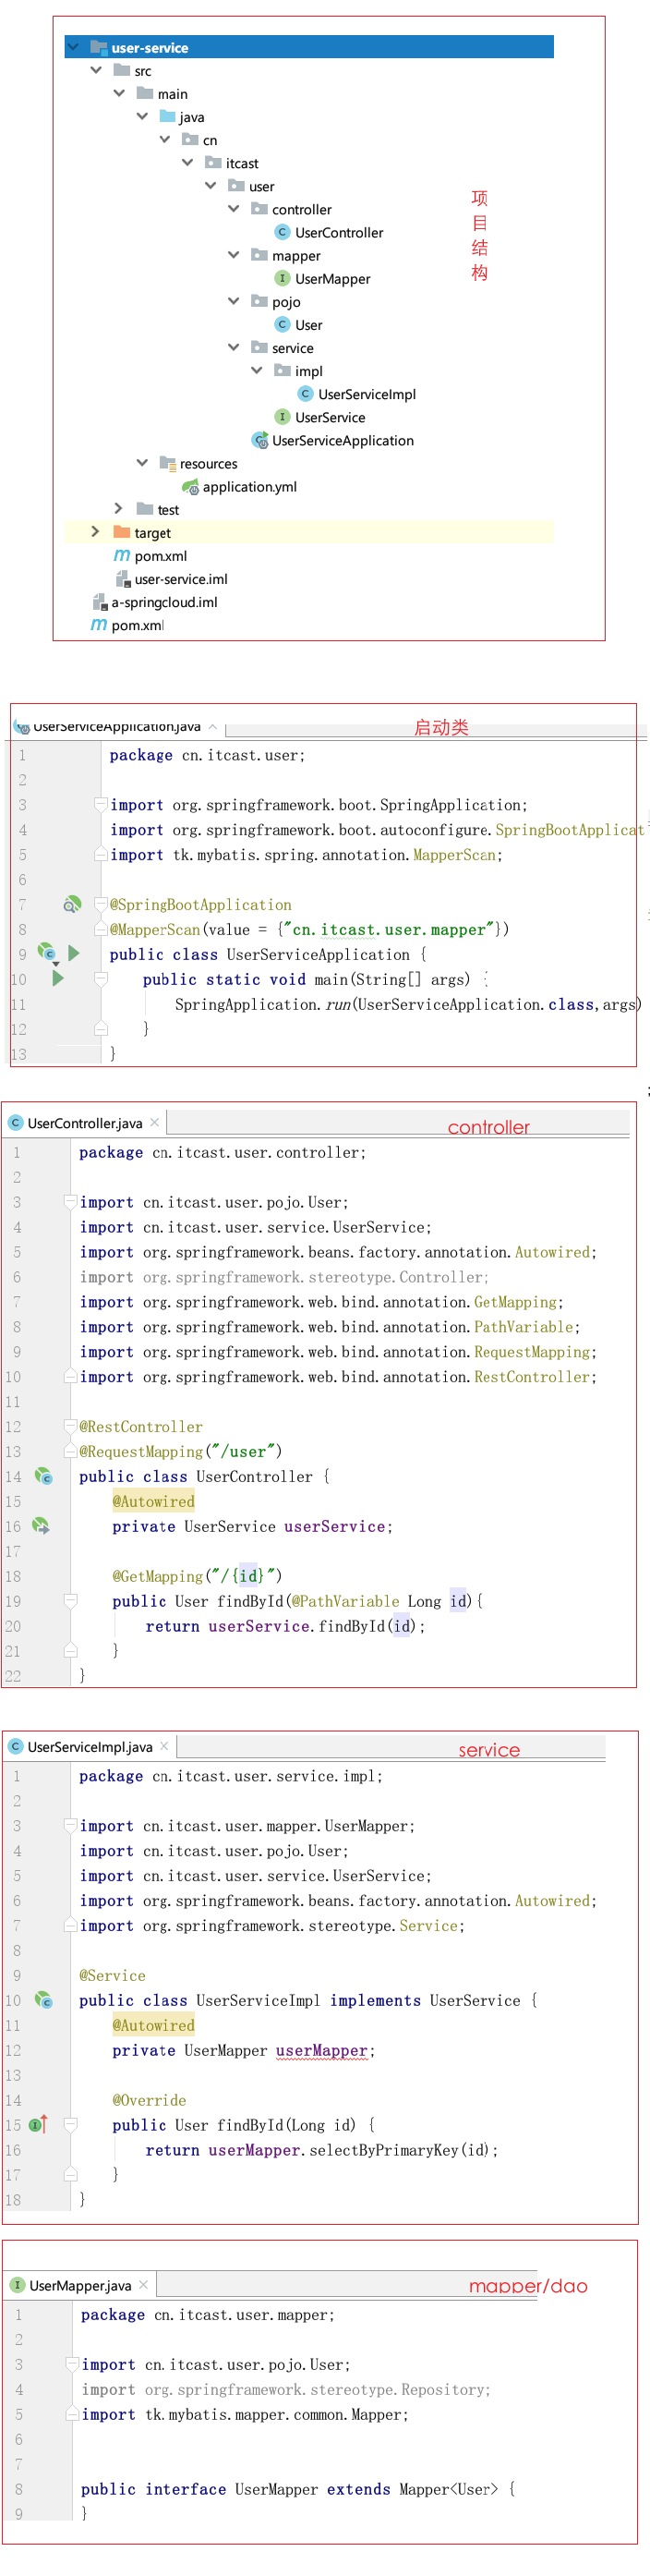 user-service
src
main
java
cn
itcast
user
controller
UserController
mapper
UserMapper
pojo
User
service
impl
UserServiceImpl
UserService
UserServiceApplication
resources
application.yml
test
target
pom.xml
user-service.iml
a-springcloud.iml
pom.xml
项目结构
UserServiceApplication.java
启动类
1 package cn.itcast.user;
2
3 import org.springframework.boot.SpringApplication;
4 import org.springframework.boot.autoconfigure.SpringBootApplicat
5 import tk.mybatis.spring.annotation.MapperScan;
6
7 @SpringBootApplication
8 @MapperScan(value = {"cn.itcast.user.mapper"})
9 public class UserServiceApplication {
10 public static void main(String[] args) {
11 SpringApplication.run(UserServiceApplication.class,args)
12 }
13 }
;
UserController.java
controller
1 package cn.itcast.user.controller;
2
3 import cn.itcast.user.pojo.User;
4 import cn.itcast.user.service.UserService;
5 import org.springframework.beans.factory.annotation.Autowired;
6 import org.springframework.stereotype.Controller;
7 import org.springframework.web.bind.annotation.GetMapping;
8 import org.springframework.web.bind.annotation.PathVariable;
9 import org.springframework.web.bind.annotation.RequestMapping;
10 import org.springframework.web.bind.annotation.RestController;
11
12 @RestController
13 @RequestMapping("/user")
14 public class UserController {
15 @Autowired
16 private UserService userService;
17
18 @GetMapping("/{id}")
19 public User findById(@PathVariable Long id){
20 return userService.findById(id);
21 }
22 }
UserServiceImpl.java
service
1 package cn.itcast.user.service.impl;
2
3 import cn.itcast.user.mapper.UserMapper;
4 import cn.itcast.user.pojo.User;
5 import cn.itcast.user.service.UserService;
6 import org.springframework.beans.factory.annotation.Autowired;
7 import org.springframework.stereotype.Service;
8
9 @Service
10 public class UserServiceImpl implements UserService {
11 @Autowired
12 private UserMapper userMapper;
13
14 @Override
15 public User findById(Long id) {
16 return userMapper.selectByPrimaryKey(id);
17 }
18 }
UserMapper.java
mapper/dao
1 package cn.itcast.user.mapper;
2
3 import cn.itcast.user.pojo.User;
4 import org.springframework.stereotype.Repository;
5 import tk.mybatis.mapper.common.Mapper;
6
7
8 public interface UserMapper extends Mapper<User> {
9 }